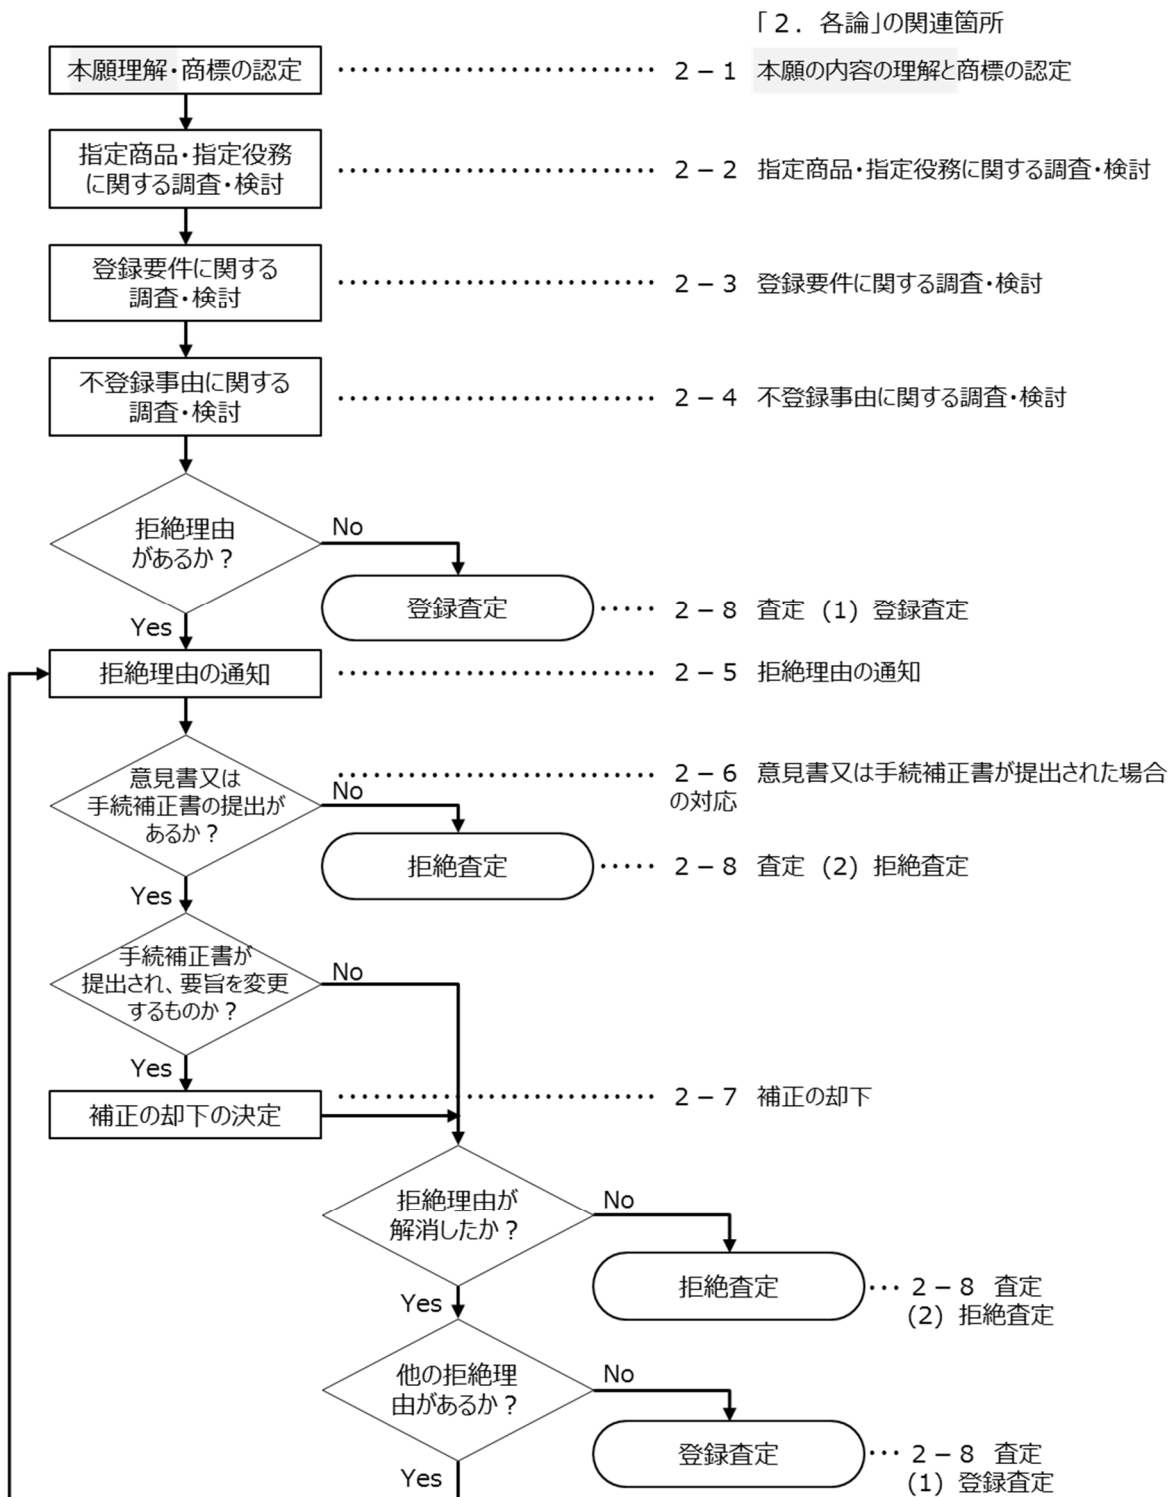 「２．各論」の関連箇所
本願理解・商標の認定 ………………………… ２－１ 本願の内容の理解と商標の認定
指定商品・指定役務
に関する調査・検討
………………………… ２－２ 指定商品・指定役務に関する調査・検討
登録要件に関する
調査・検討
………………………… ２－３ 登録要件に関する調査・検討
不登録事由に関する
調査・検討
………………………… ２－４ 不登録事由に関する調査・検討
拒絶理由
があるか？
No
登録査定 ‥‥‥ ２－８ 査定 (1) 登録査定
Yes
拒絶理由の通知 ………………………… ２－５ 拒絶理由の通知
意見書又は
手続補正書の提出が
あるか？
………………………… ２－６ 意見書又は手続補正書が提出された場合
の対応
No
拒絶査定 ‥‥‥ ２－８ 査定 (2) 拒絶査定
Yes
手続補正書が
提出され、要旨を変更
するものか？
No
Yes
補正の却下の決定 ………………………… ２－７ 補正の却下
拒絶理由が
解消したか？
No
拒絶査定 … ２－８ 査定
(2) 拒絶査定
Yes
他の拒絶理
由があるか？
No
登録査定 … ２－８ 査定
(1) 登録査定
Yes